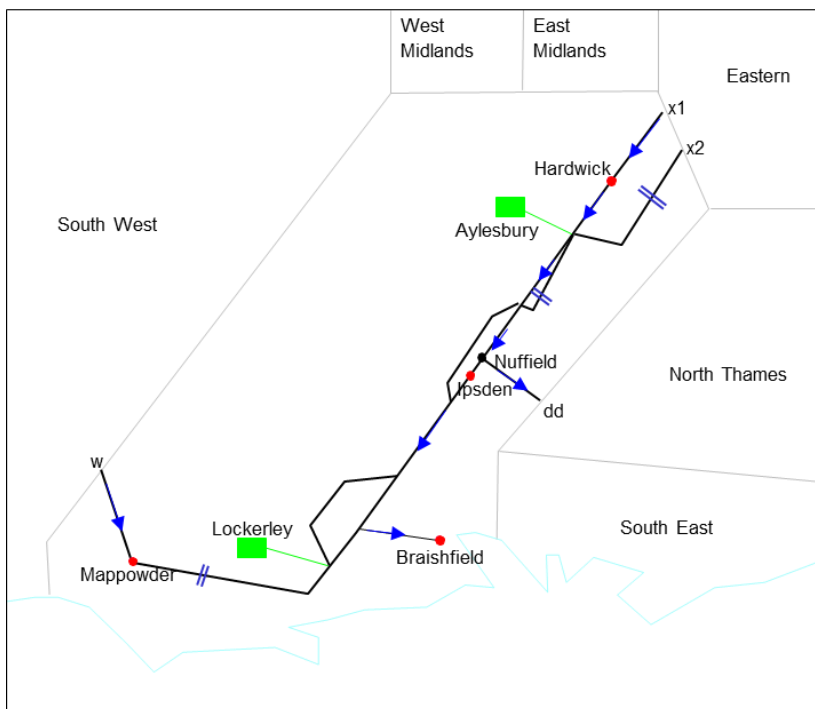 West
Midlands
East
Midlands
Eastern
x1
x2
Hardwick
South West
Aylesbury
Nuffield
Ipsden
North Thames
dd
w
Lockerley
South East
Braishfield
Mappowder